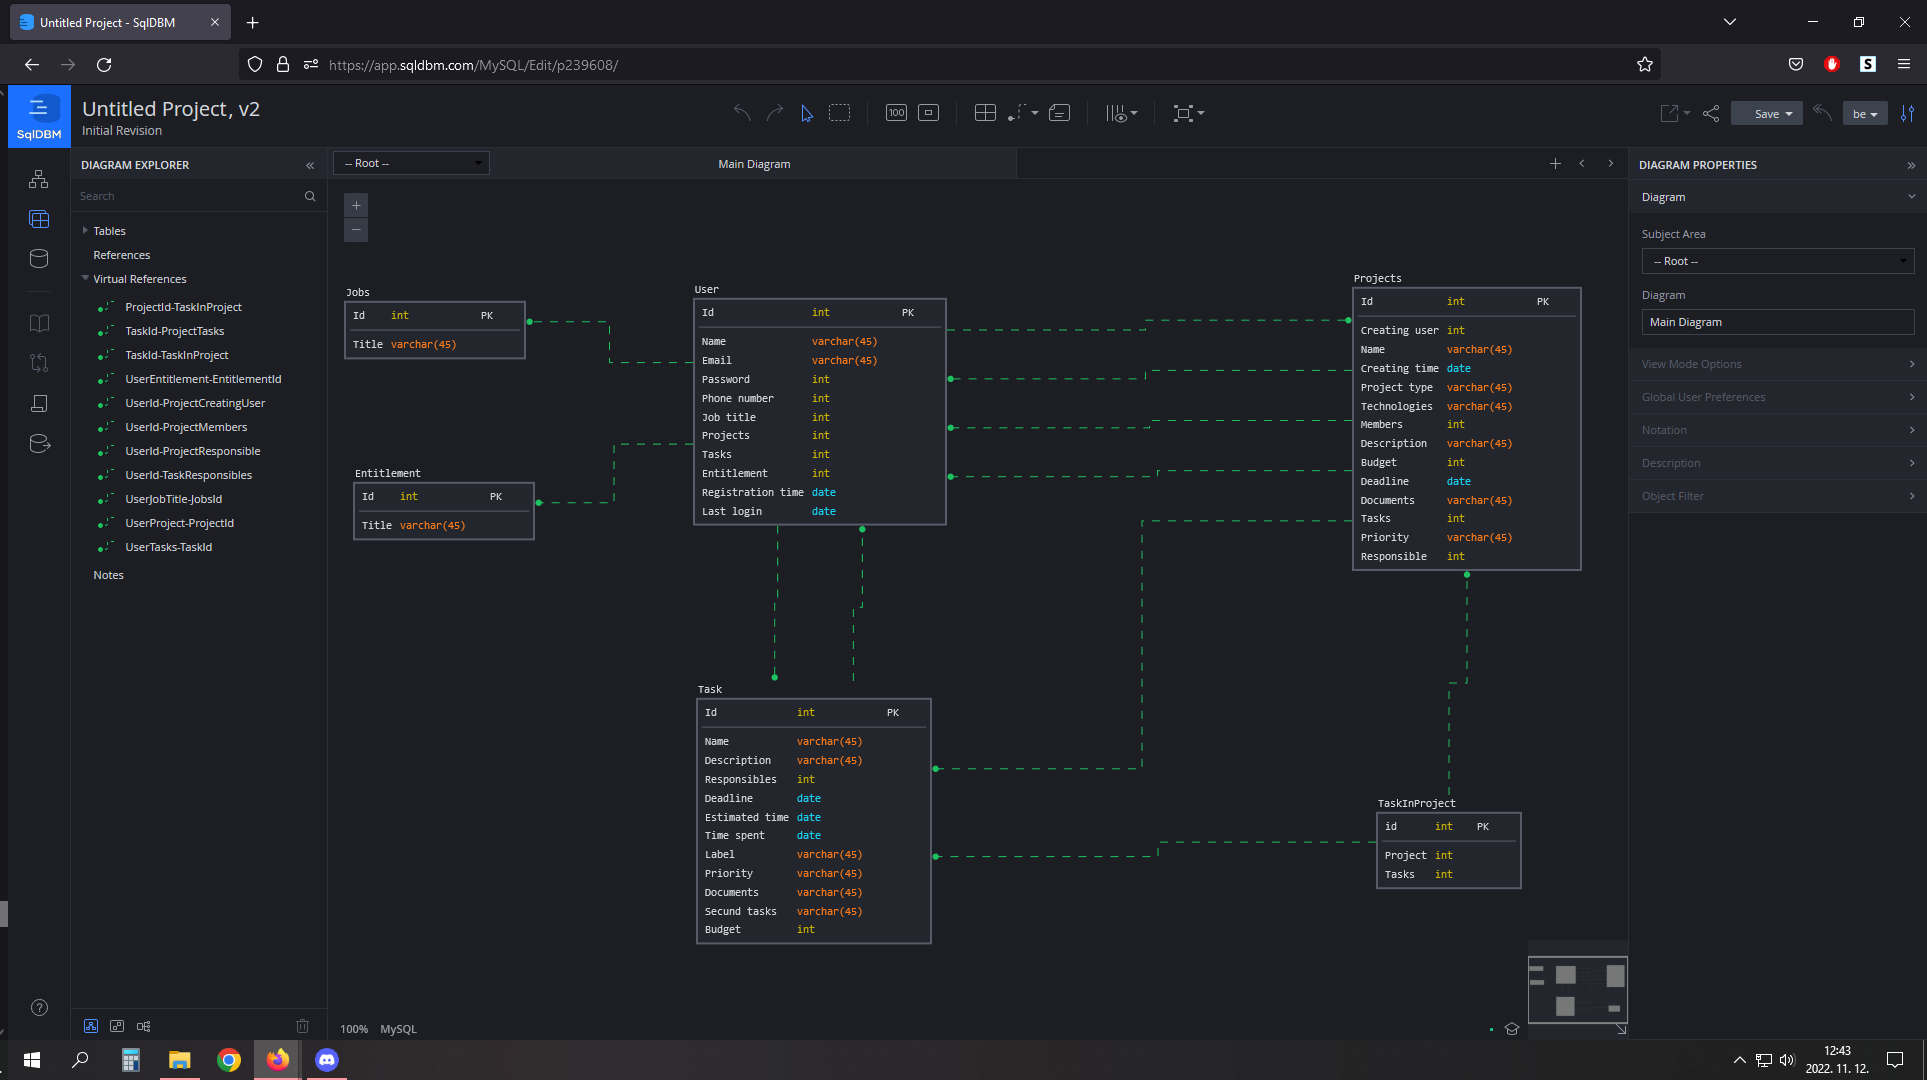 Untitled Project - SqlDBM
https://app.sqldbm.com/MySQL/Edit/p239608/
SqlDBM
Untitled Project, v2
Initial Revision
100
Save
be
DIAGRAM EXPLORER
Search
Tables
References
Virtual References
ProjectId-TaskInProject
TaskId-ProjectTasks
TaskId-TaskInProject
UserEntitlement-EntitlementId
UserId-ProjectCreatingUser
UserId-ProjectMembers
UserId-ProjectResponsible
UserId-TaskResponsibles
UserJobTitle-JobsId
UserProject-ProjectId
UserTasks-TaskId
Notes
-- Root --
Main Diagram
Jobs
Id int PK
Title varchar(45)
Entitlement
Id int PK
Title varchar(45)
User
Id int PK
Name varchar(45)
Email varchar(45)
Password int
Phone number int
Job title int
Projects int
Tasks int
Entitlement int
Registration time date
Last login date
Projects
Id int PK
Creating user int
Name varchar(45)
Creating time date
Project type varchar(45)
Technologies varchar(45)
Members int
Description varchar(45)
Budget int
Deadline date
Documents varchar(45)
Tasks int
Priority varchar(45)
Responsible int
Task
Id int PK
Name varchar(45)
Description varchar(45)
Responsibles int
Deadline date
Estimated time date
Time spent date
Label varchar(45)
Priority varchar(45)
Documents varchar(45)
Secund tasks varchar(45)
Budget int
TaskInProject
id int PK
Project int
Tasks int
100% MySQL
DIAGRAM PROPERTIES
Diagram
Subject Area
-- Root --
Diagram
Main Diagram
View Mode Options
Global User Preferences
Notation
Description
Object Filter
12:43
2022. 11. 12.